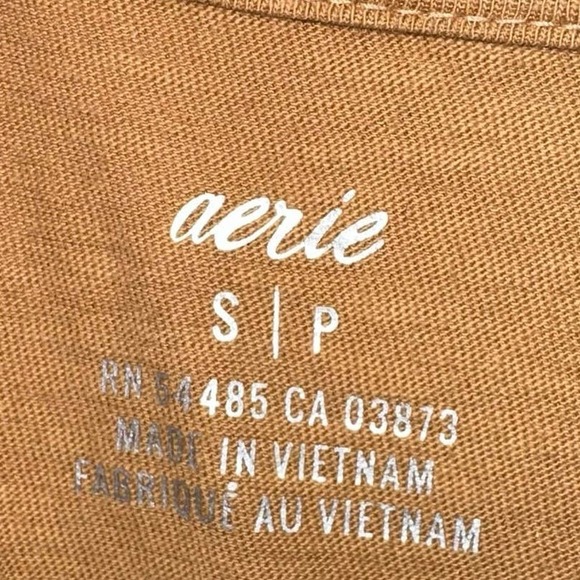 aerie
S | P
RN 54485 CA 03873
MADE IN VIETNAM
FABRIQUÉ AU VIETNAM